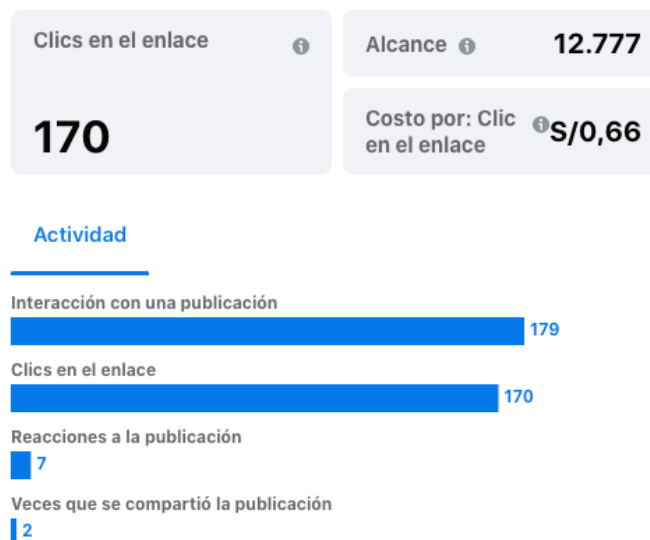 Clics en el enlace
170
Alcance 12.777
Costo por: Clic
en el enlace
S/0,66
Actividad
Interacción con una publicación
179
Clics en el enlace
170
Reacciones a la publicación
7
Veces que se compartió la publicación
2